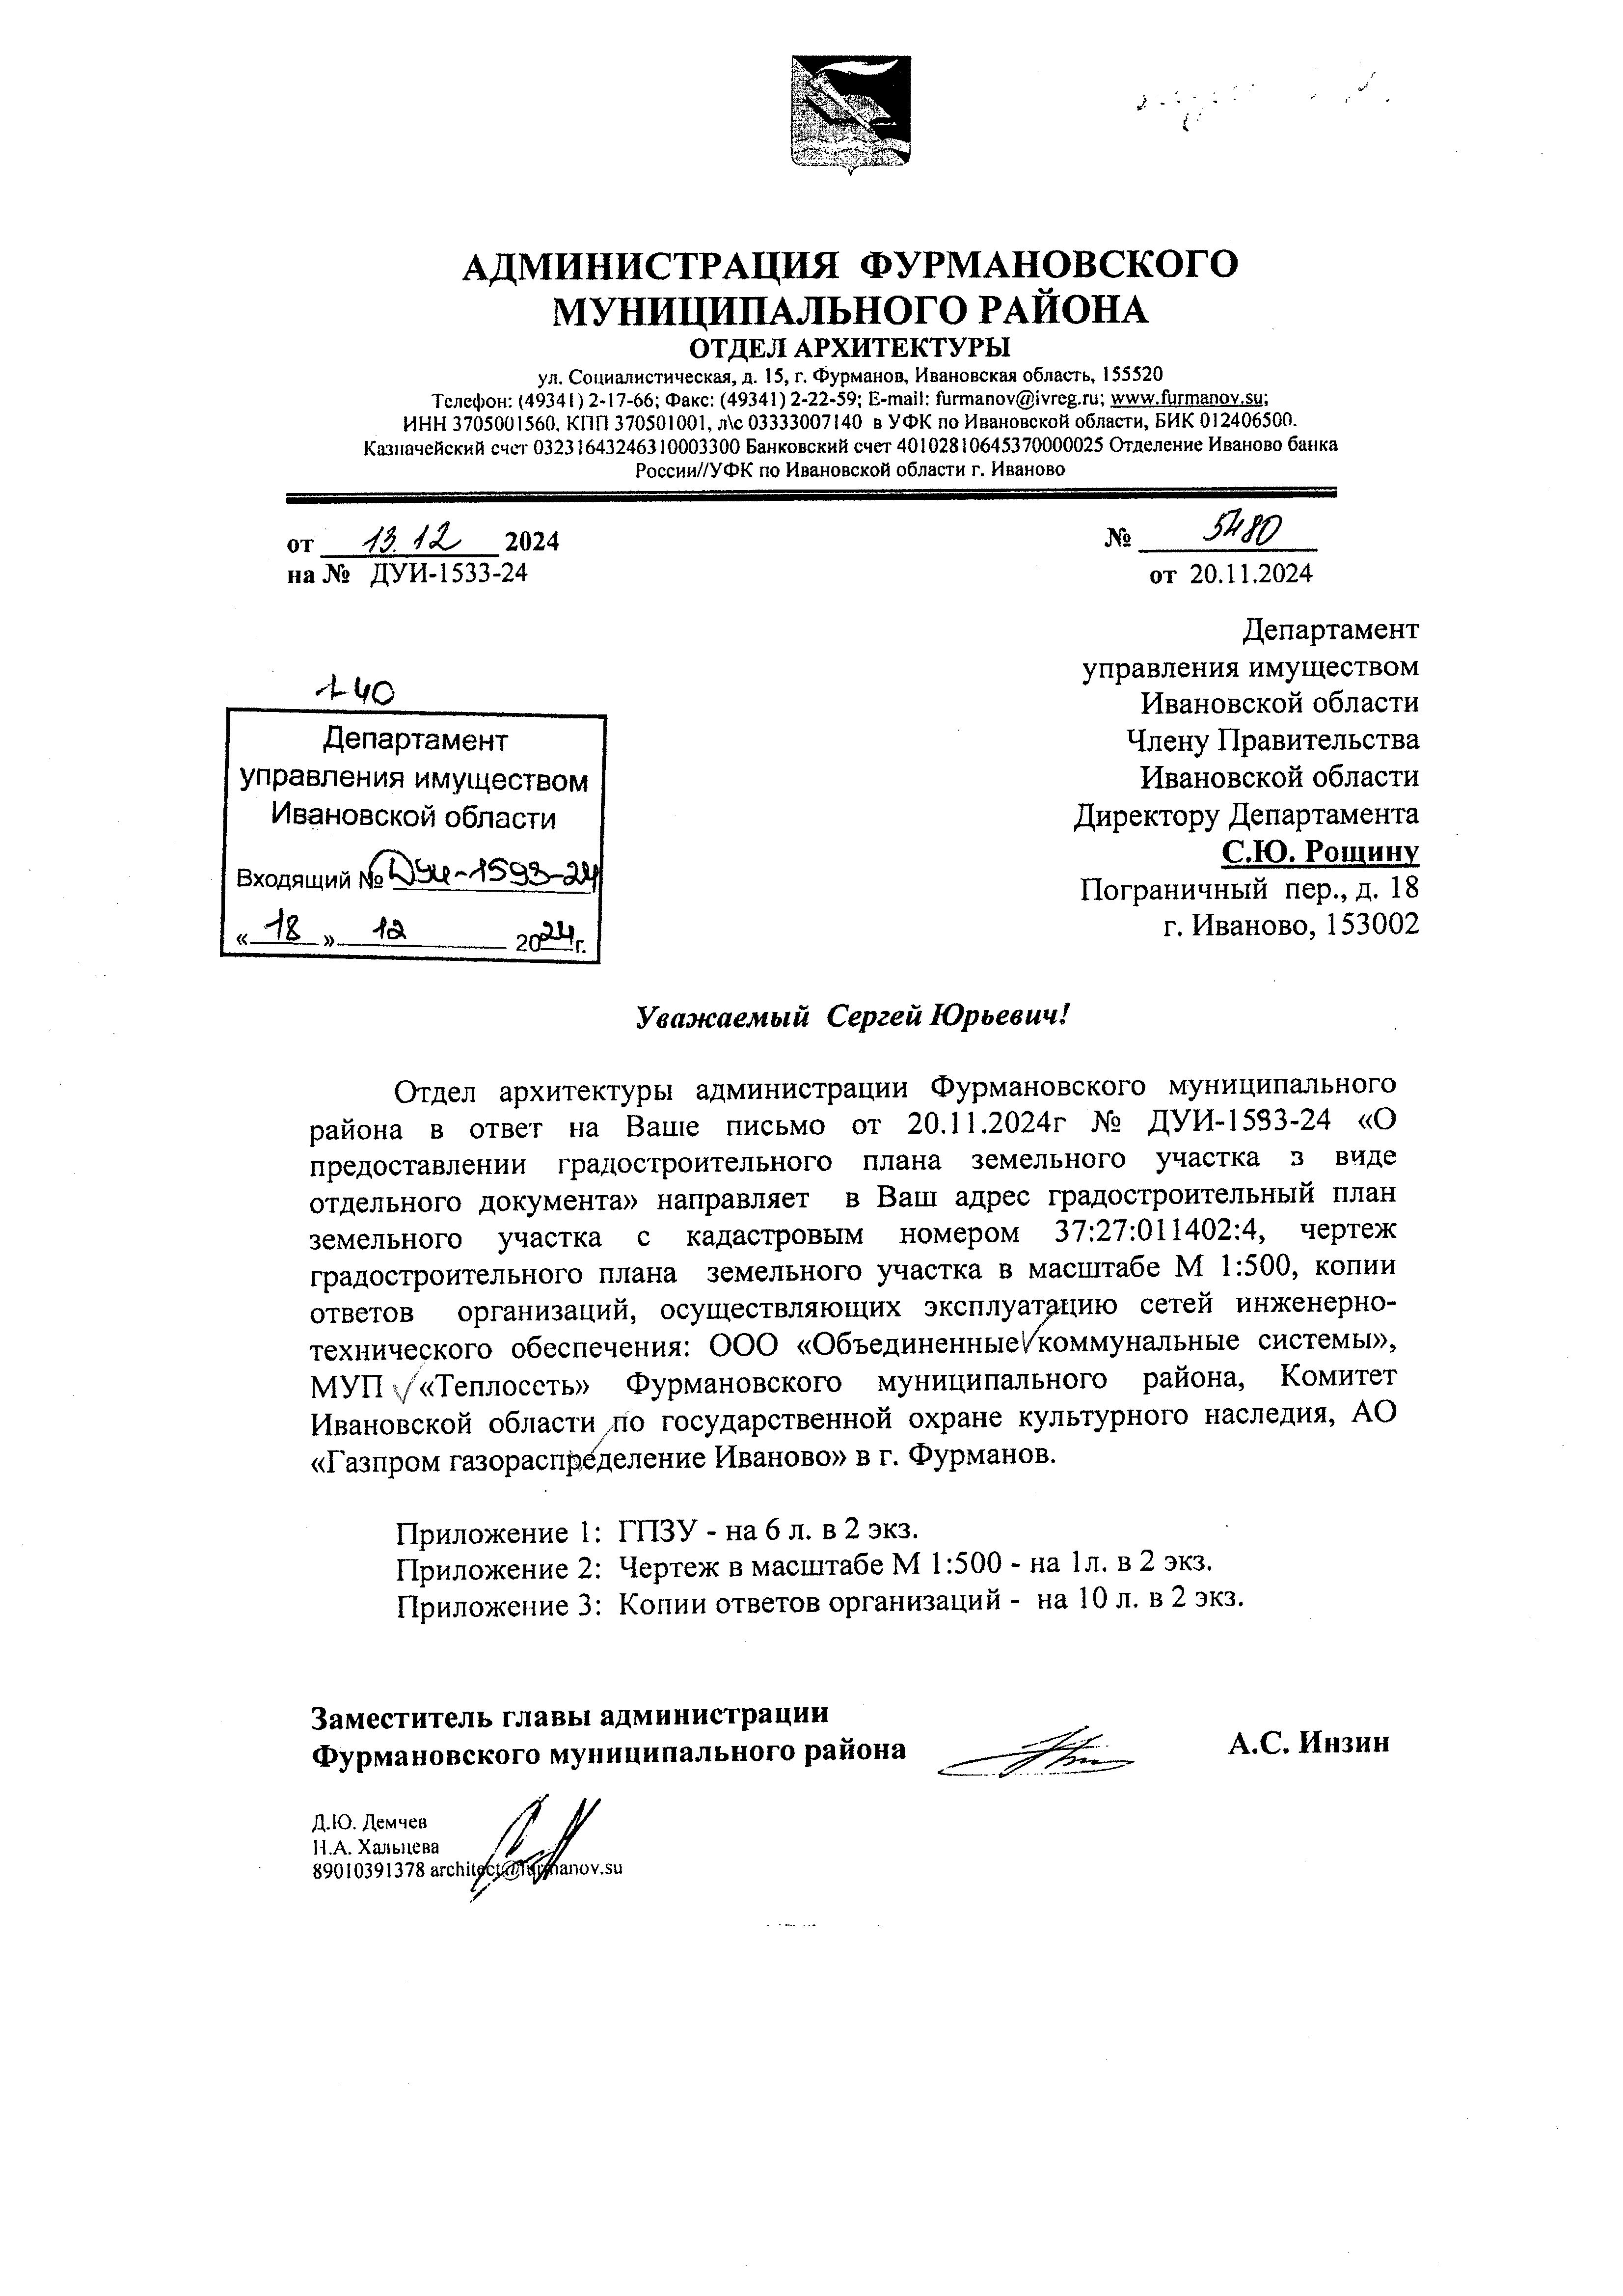 АДМИНИСТРАЦИЯ ФУРМАНОВСКОГО
МУНИЦИПАЛЬНОГО РАЙОНА
ОТДЕЛ АРХИТЕКТУРЫ
ул. Социалистическая, д. 15, г. Фурманов, Ивановская область, 155520
Телефон: (49341) 2-17-66; Факс: (49341) 2-22-59; E-mail: furmanov@ivreg.ru; www.furmanov.su;
ИНН 3705001560, КПП 370501001, л\с 03333007140 в УФК по Ивановской области, БИК 012406500.
Казначейский счет 03231643246310003300 Банковский счет 40102810645370000025 Отделение Иваново банка
России//УФК по Ивановской области г. Иваново
от 13.12 2024
№ 5480
на № ДУИ-1533-24
от 20.11.2024
Департамент
управления имуществом
Ивановской области
Члену Правительства
Ивановской области
Директору Департамента
С.Ю. Рощину
Пограничный пер., д. 18
г. Иваново, 153002
1-40
Департамент
управления имуществом
Ивановской области
Входящий № ДУИ-1593-24
« 18 » 12 2024г.
Уважаемый Сергей Юрьевич!
Отдел архитектуры администрации Фурмановского муниципального
района в ответ на Ваше письмо от 20.11.2024г № «О
предоставлении градостроительного плана земельного участка в виде
отдельного документа» направляет в Ваш адрес градостроительный план
земельного участка с кадастровым номером 37:27:011402:4, чертеж
градостроительного плана земельного участка в масштабе М 1:500, копии
ответов организаций, осуществляющих эксплуатацию сетей инженерно-
технического обеспечения: ООО «Объединенные коммунальные системы»,
МУП «Теплосеть» Фурмановского муниципального района, Комитет
Ивановской области по государственной охране культурного наследия, АО
«Газпром газораспределение Иваново» в г. Фурманов.
Приложение 1: ГПЗУ - на 6 л. в 2 экз.
Приложение 2: Чертеж в масштабе М 1:500 - на 1л. в 2 экз.
Приложение 3: Копии ответов организаций - на 10 л. в 2 экз.
Заместитель главы администрации
Фурмановского муниципального района
А.С. Инзин
Д.Ю. Демчев
Н.А. Хальцева
89010391378 architect@furmanov.su